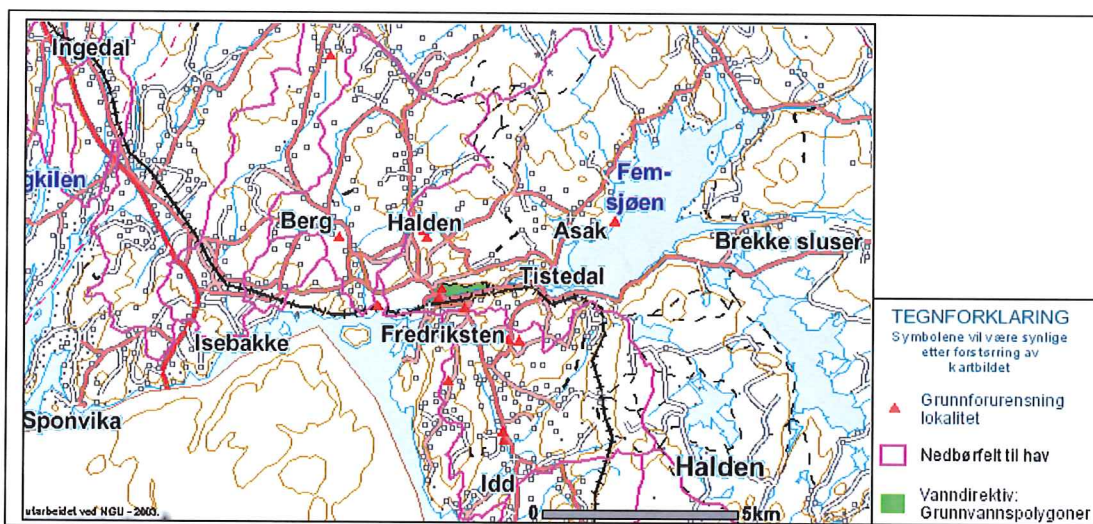 Ingedal
gkilen
Fem-
sjøen
Berg
Halden
Asak
Brekke sluser
Tistedal
Fredriksten
Isebakke
Sponvika
Idd
Halden
utarbeidet ved NGU - 2003.
0
5km
TEGNFORKLARING
Symbolene vil være synlige
etter forstørring av
kartbildet
Grunnforurensning
lokalitet
Nedbørfelt til hav
Vanndirektiv:
Grunnvannspolygoner